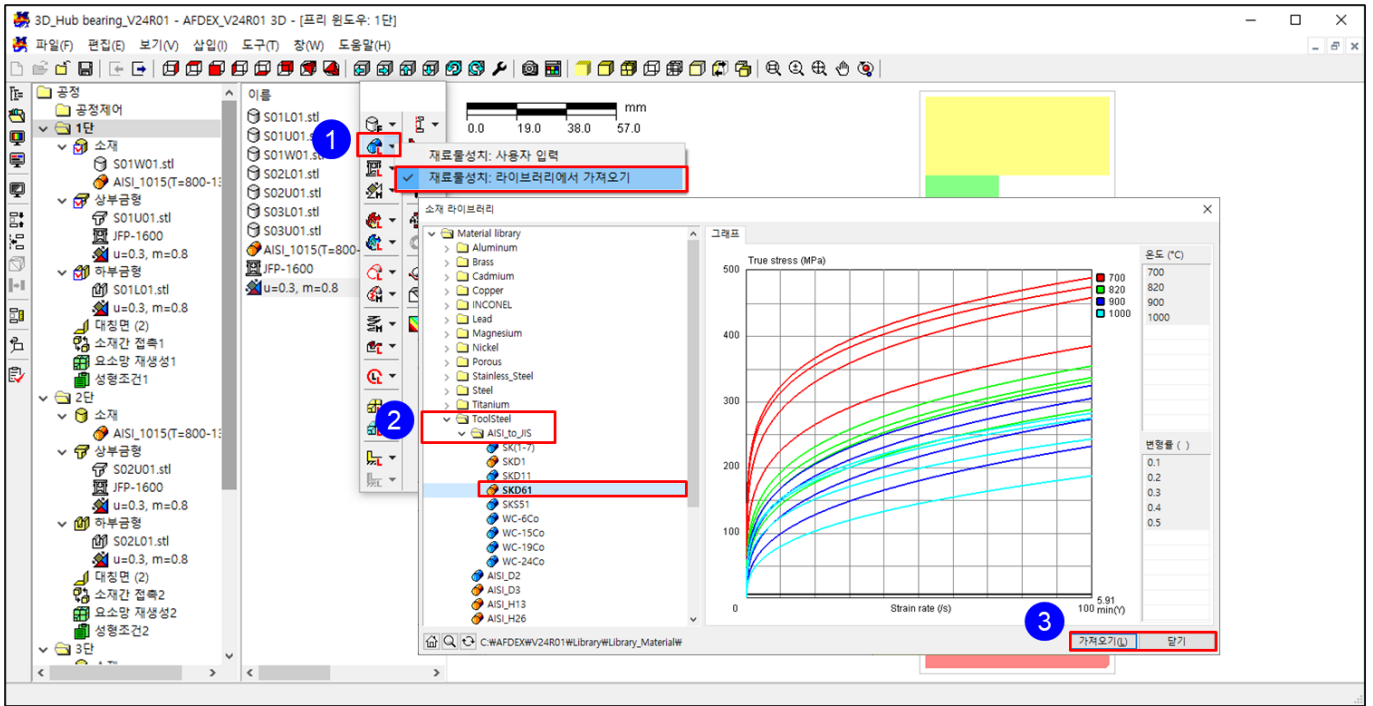 3D_Hub bearing_V24R01 - AFDEX_V24R01 3D - [프리 윈도우: 1단]
파일(F) 편집(E) 보기(V) 삽입(I) 도구(T) 창(W) 도움말(H)
공정
공정제어
1단
소재
S01W01.stl
AISI_1015(T=800-1
상부금형
S01U01.stl
JFP-1600
u=0.3, m=0.8
하부금형
S01L01.stl
u=0.3, m=0.8
대칭면 (2)
소재간 접촉1
요소망 재생성1
성형조건1
2단
소재
AISI_1015(T=800-1
상부금형
S02U01.stl
JFP-1600
u=0.3, m=0.8
하부금형
S02L01.stl
u=0.3, m=0.8
대칭면 (2)
소재간 접촉2
요소망 재생성2
성형조건2
3단
이름
S01L01.stl
S01U01.
S01W01.s
S02L01.stl
S02U01.stl
S03L01.stl
S03U01.stl
AISI_1015(T=800-
JFP-1600
u=0.3, m=0.8
1
mm
0.0 19.0 38.0 57.0
재료물성치: 사용자 입력
재료물성치: 라이브러리에서 가져오기
소재 라이브러리
Material library
Aluminum
Brass
Cadmium
Copper
INCONEL
Lead
Magnesium
Nickel
Porous
Stainless_Steel
Steel
Titanium
2
ToolSteel
AISI_to_JIS
SK(1-7)
SKD1
SKD11
SKD61
SKS51
WC-6Co
WC-15Co
WC-19Co
WC-24Co
AISI_D2
AISI_D3
AISI_H13
AISI_H26
C:₩AFDEX₩V24R01₩Library₩Library_Material₩
그래프
True stress (MPa)
500
400
300
200
100
0
Strain rate (/s)
100
5.91
min(Y)
700
820
900
1000
온도 (°C)
700
820
900
1000
변형률 ( )
0.1
0.2
0.3
0.4
0.5
3
가져오기(L) 닫기